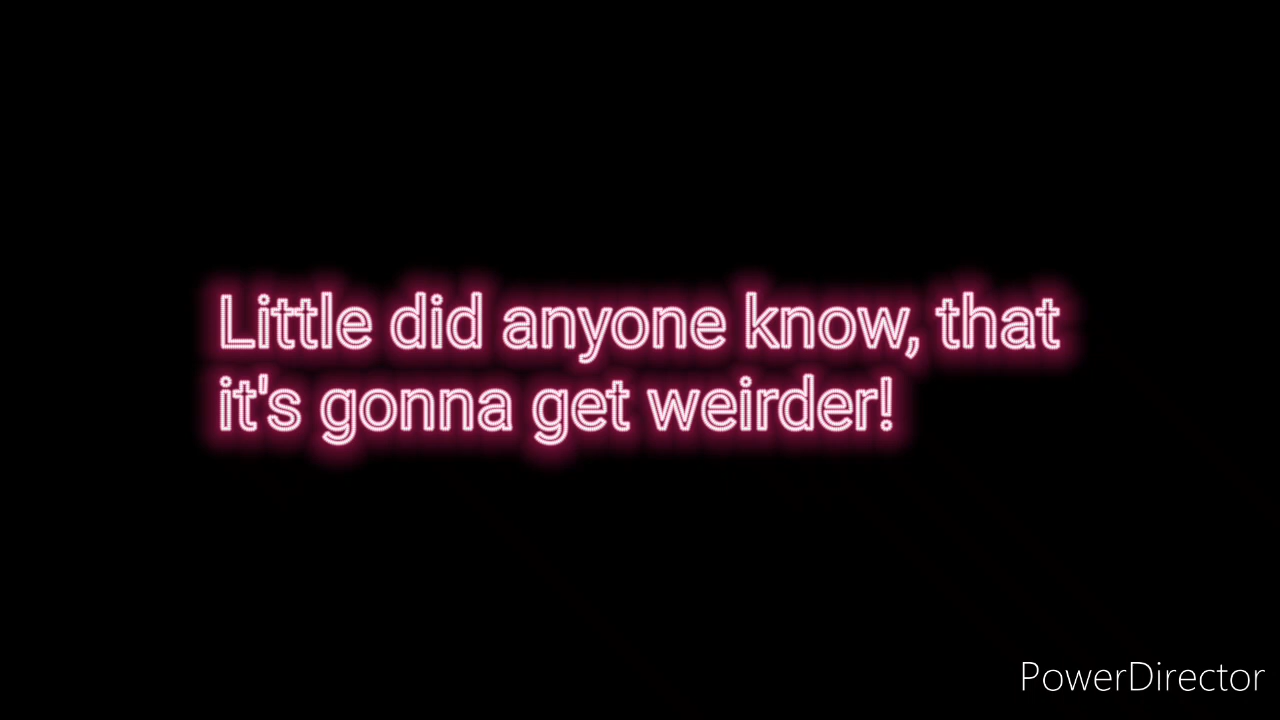 Little did anyone know, that
it's gonna get weirder!
PowerDirector